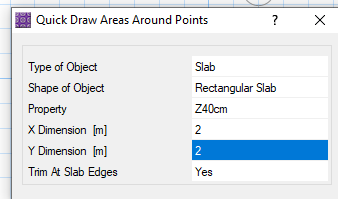 Quick Draw Areas Around Points ? ×
Type of Object Slab
Shape of Object Rectangular Slab
Property Z40cm
X Dimension [m] 2
Y Dimension [m] 2
Trim At Slab Edges Yes